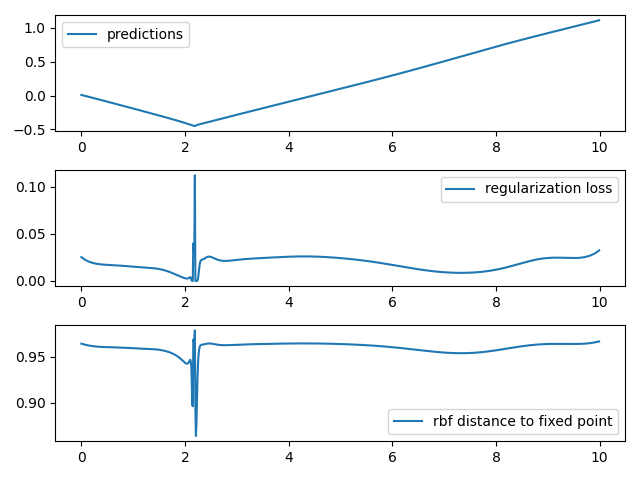 1.0
0.5
0.0
−0.5
predictions
0 2 4 6 8 10
0.10
0.05
0.00
regularization loss
0 2 4 6 8 10
0.95
0.90
rbf distance to fixed point
0 2 4 6 8 10